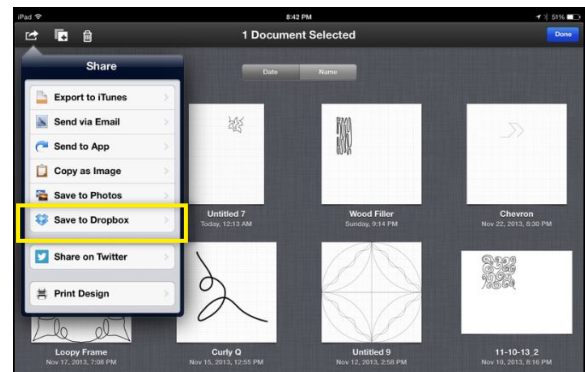 iPad 8:42 PM 51%
1 Document Selected Done
Share
Date Name
Export to iTunes
Send via Email
Send to App
Copy as Image
Save to Photos
Save to Dropbox
Share on Twitter
Print Design
Untitled 7 Wood Filler Chevron
Today, 12:13 AM Sunday, 9:14 PM Nov 22, 2013, 8:30 PM
Loopy Frame Curly Q Untitled 9 11-10-13_2
Nov 17, 2013, 7:08 PM Nov 15, 2013, 12:55 PM Nov 12, 2013, 2:58 PM Nov 10, 2013, 8:16 PM